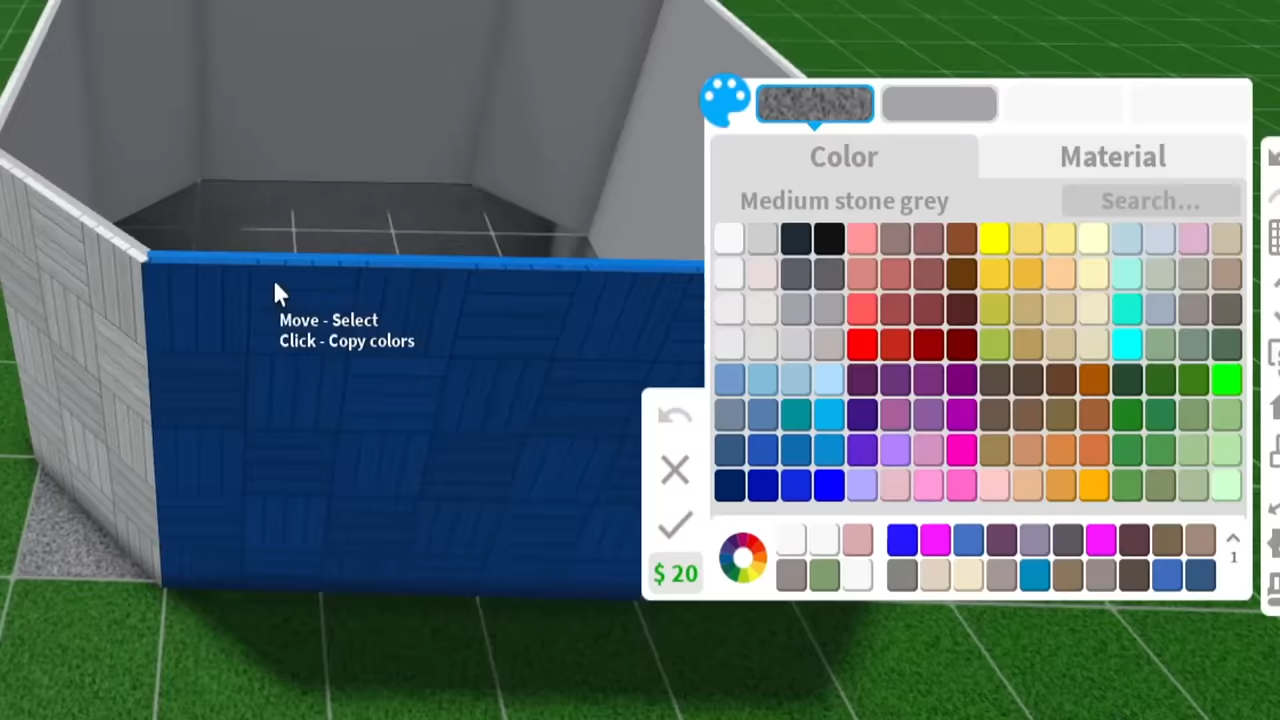 Color
Material
Medium stone grey
Search...
Move - Select
Click - Copy colors
1
$ 20